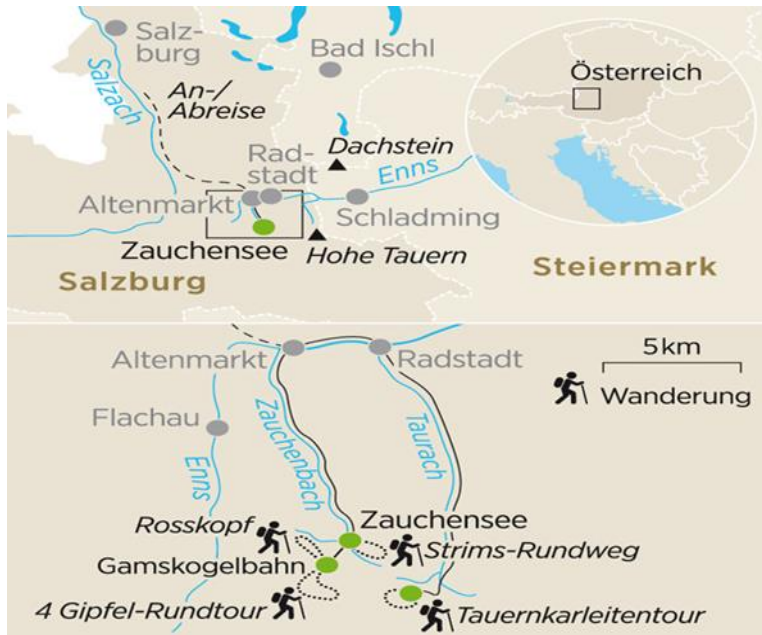 Salz-
burg
Bad Ischl
Österreich
Salzach
An-/
Abreise
Dachstein
Rad-
stadt
Enns
Altenmarkt
Schladming
Zauchensee
Hohe Tauern
Salzburg
Steiermark
Altenmarkt
Radstadt
5 km
Wanderung
Flachau
Zauchenbach
Taurach
Enns
Rosskopf
Zauchensee
Strims-Rundweg
Gamskogelbahn
4 Gipfel-Rundtour
Tauernkarleitentour